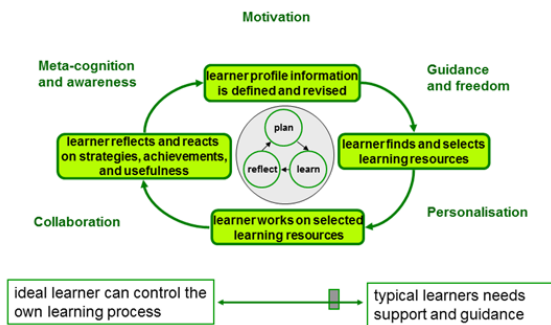 Motivation
Meta-cognition
and awareness
learner profile information
is defined and revised
Guidance
and freedom
plan
learner reflects and reacts
on strategies, achievements,
and usefulness
reflect
learn
learner finds and selects
learning resources
Collaboration
learner works on selected
learning resources
Personalisation
ideal learner can control the
own learning process
typical learners needs
support and guidance